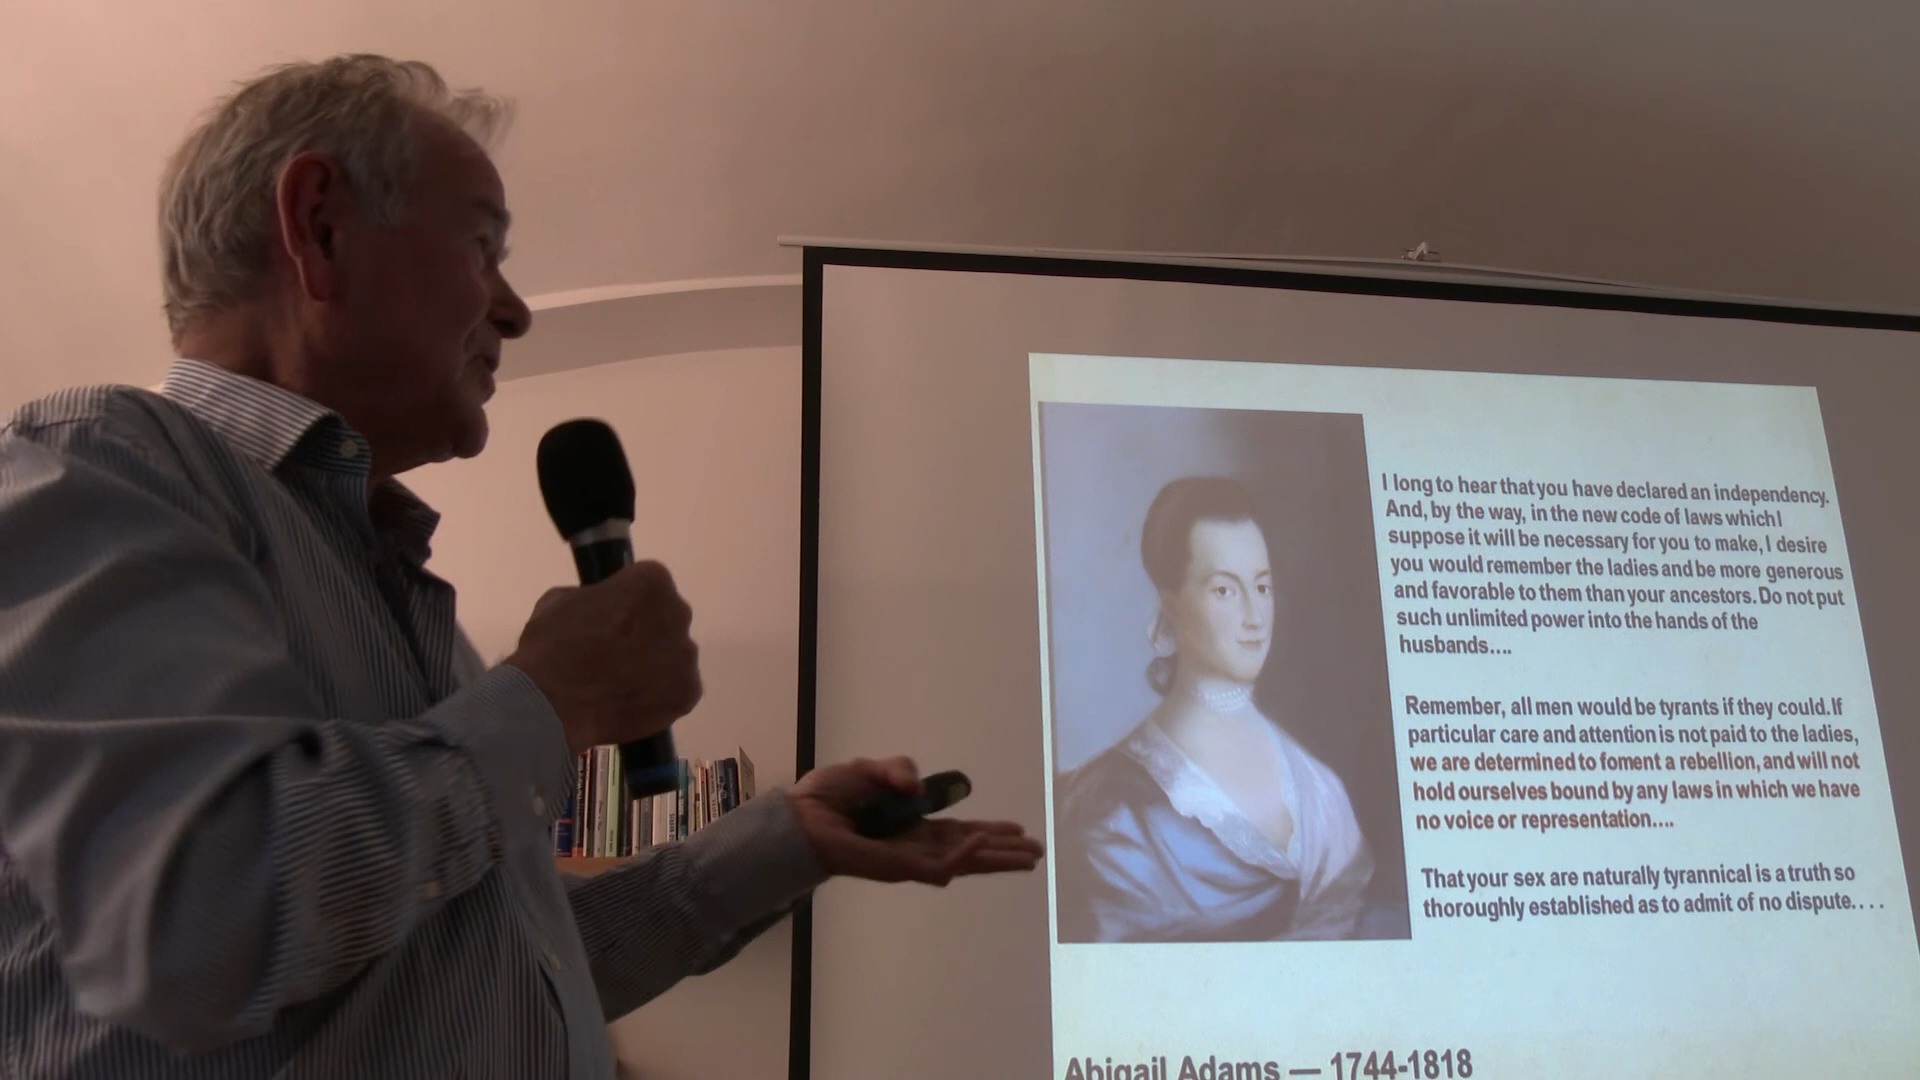 I long to hear that you have declared an independency.
And, by the way, in the new code of laws which I
suppose it will be necessary for you to make, I desire
you would remember the ladies and be more generous
and favorable to them than your ancestors. Do not put
such unlimited power into the hands of the
husbands....
Remember, all men would be tyrants if they could. If
particular care and attention is not paid to the ladies,
we are determined to foment a rebellion, and will not
hold ourselves bound by any laws in which we have
no voice or representation....
That your sex are naturally tyrannical is a truth so
thoroughly established as to admit of no dispute....
Abigail Adams — 1744-1818